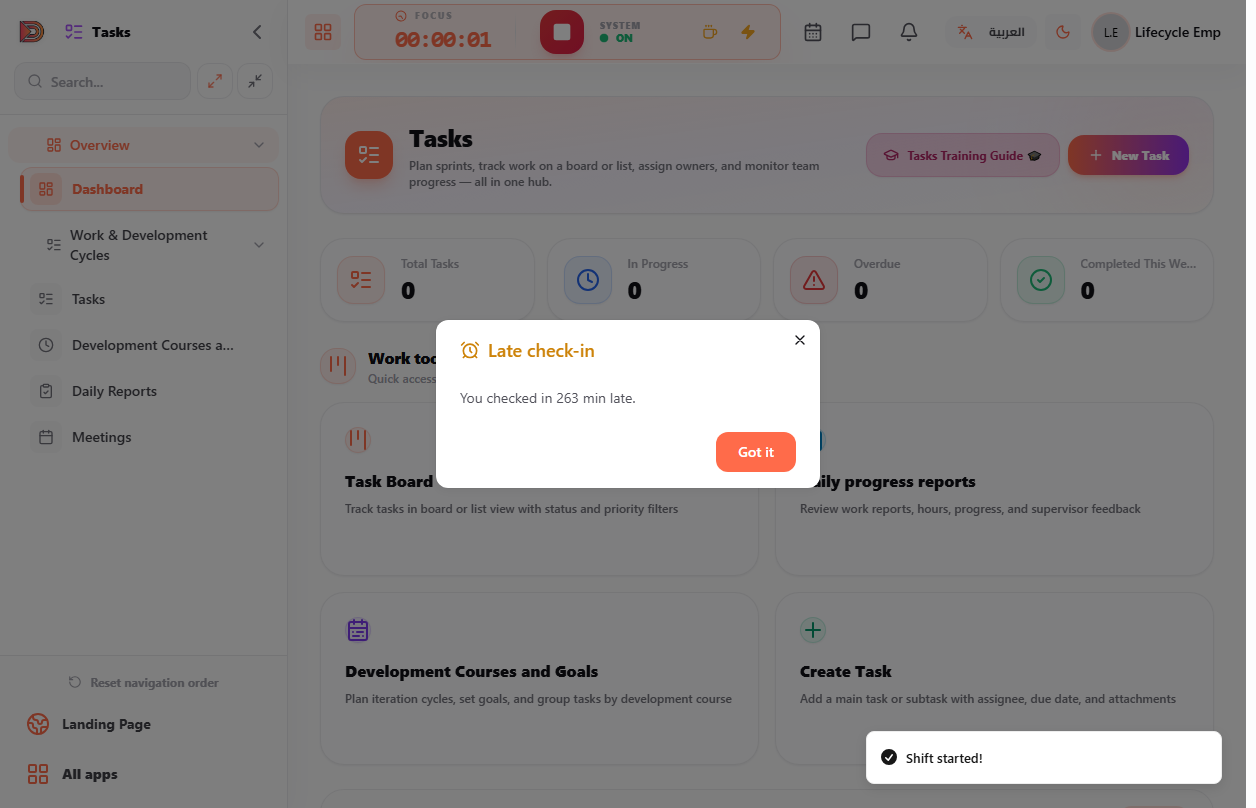 Tasks
Search...
Overview
Dashboard
Work & Development
Cycles
Tasks
Development Courses a...
Daily Reports
Meetings
Reset navigation order
Landing Page
All apps
FOCUS
00:00:01
SYSTEM
ON
العربية
L.E
Lifecycle Emp
Tasks
Plan sprints, track work on a board or list, assign owners, and monitor team
progress — all in one hub.
Tasks Training Guide 🎓
New Task
Total Tasks
0
In Progress
0
Overdue
0
Completed This We...
0
Work too
Quick access
Late check-in
You checked in 263 min late.
Got it
Task Board
Track tasks in board or list view with status and priority filters
ily progress reports
Review work reports, hours, progress, and supervisor feedback
Development Courses and Goals
Plan iteration cycles, set goals, and group tasks by development course
Create Task
Add a main task or subtask with assignee, due date, and attachments
Shift started!